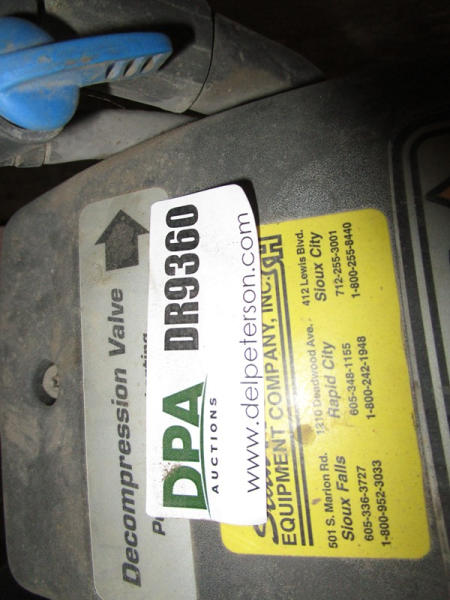 Decompression Valve
DPA
AUCTIONS
DR9360
www.delpeterson.com
EQUIPMENT COMPANY, INC.
501 S. Marion Rd.
Sioux Falls
605-336-3727
1-800-952-3033
1210 Deadwood Ave.
Rapid City
605-348-1155
1-800-242-1948
412 Lewis Blvd.
Sioux City
712-255-3001
1-800-255-8440